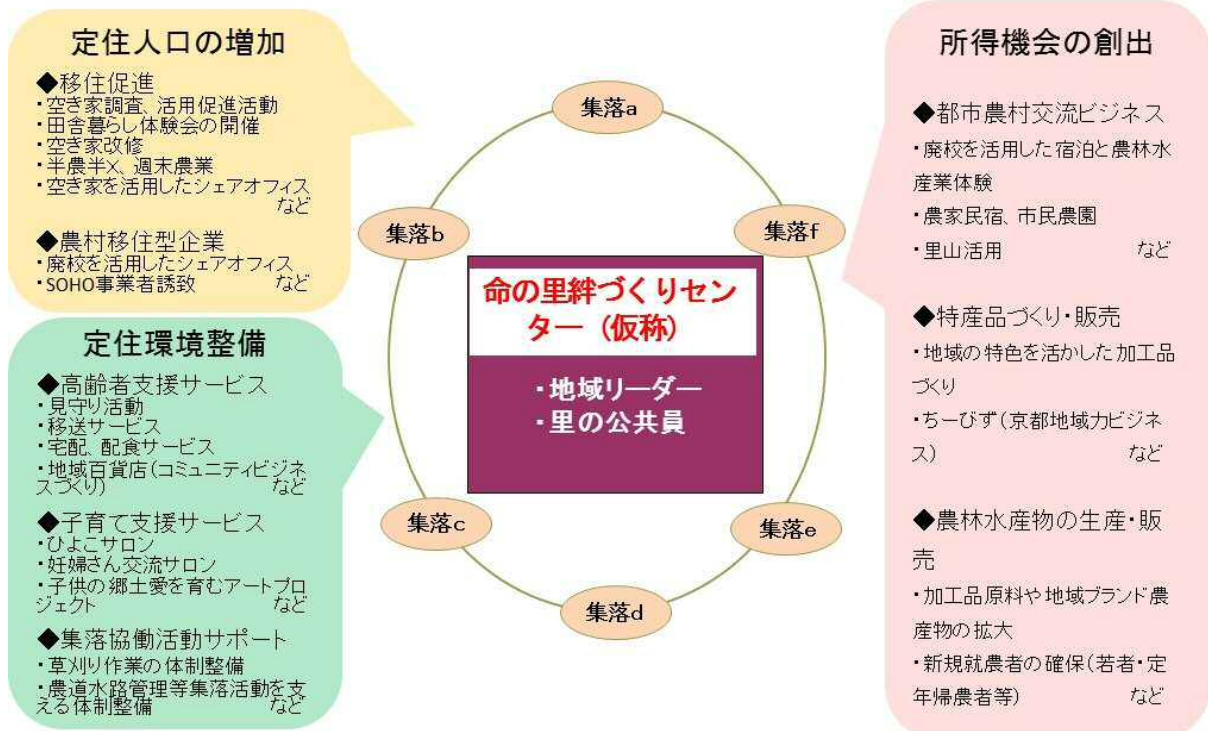 定住人口の増加
◆移住促進
・空き家調査、活用促進活動
・田舎暮らし体験会の開催
・空き家改修
・半農半X、週末農業
・空き家を活用したシェアオフィス
など
◆農村移住型企業
・廃校を活用したシェアオフィス
・SOHO事業者誘致 など
定住環境整備
◆高齢者支援サービス
・見守り活動
・移送サービス
・宅配、配食サービス
・地域百貨店(コミュニティビジネ
スづくり) など
◆子育て支援サービス
・ひよこサロン
・妊婦さん交流サロン
・子供の郷土愛を育むアートプロ
ジェクト など
◆集落協働活動サポート
・草刈り作業の体制整備
・農道水路管理等集落活動を支
える体制整備 など
集落a
集落b
集落f
命の里絆づくりセン
ター（仮称）
・地域リーダー
・里の公共員
集落c
集落e
集落d
所得機会の創出
◆都市農村交流ビジネス
・廃校を活用した宿泊と農林水
産業体験
・農家民宿、市民農園
・里山活用 など
◆特産品づくり・販売
・地域の特色を活かした加工品
づくり
・ちーびず(京都地域力ビジネ
ス) など
◆農林水産物の生産・販
売
・加工品原料や地域ブランド農
産物の拡大
・新規就農者の確保(若者・定
年帰農者等) など